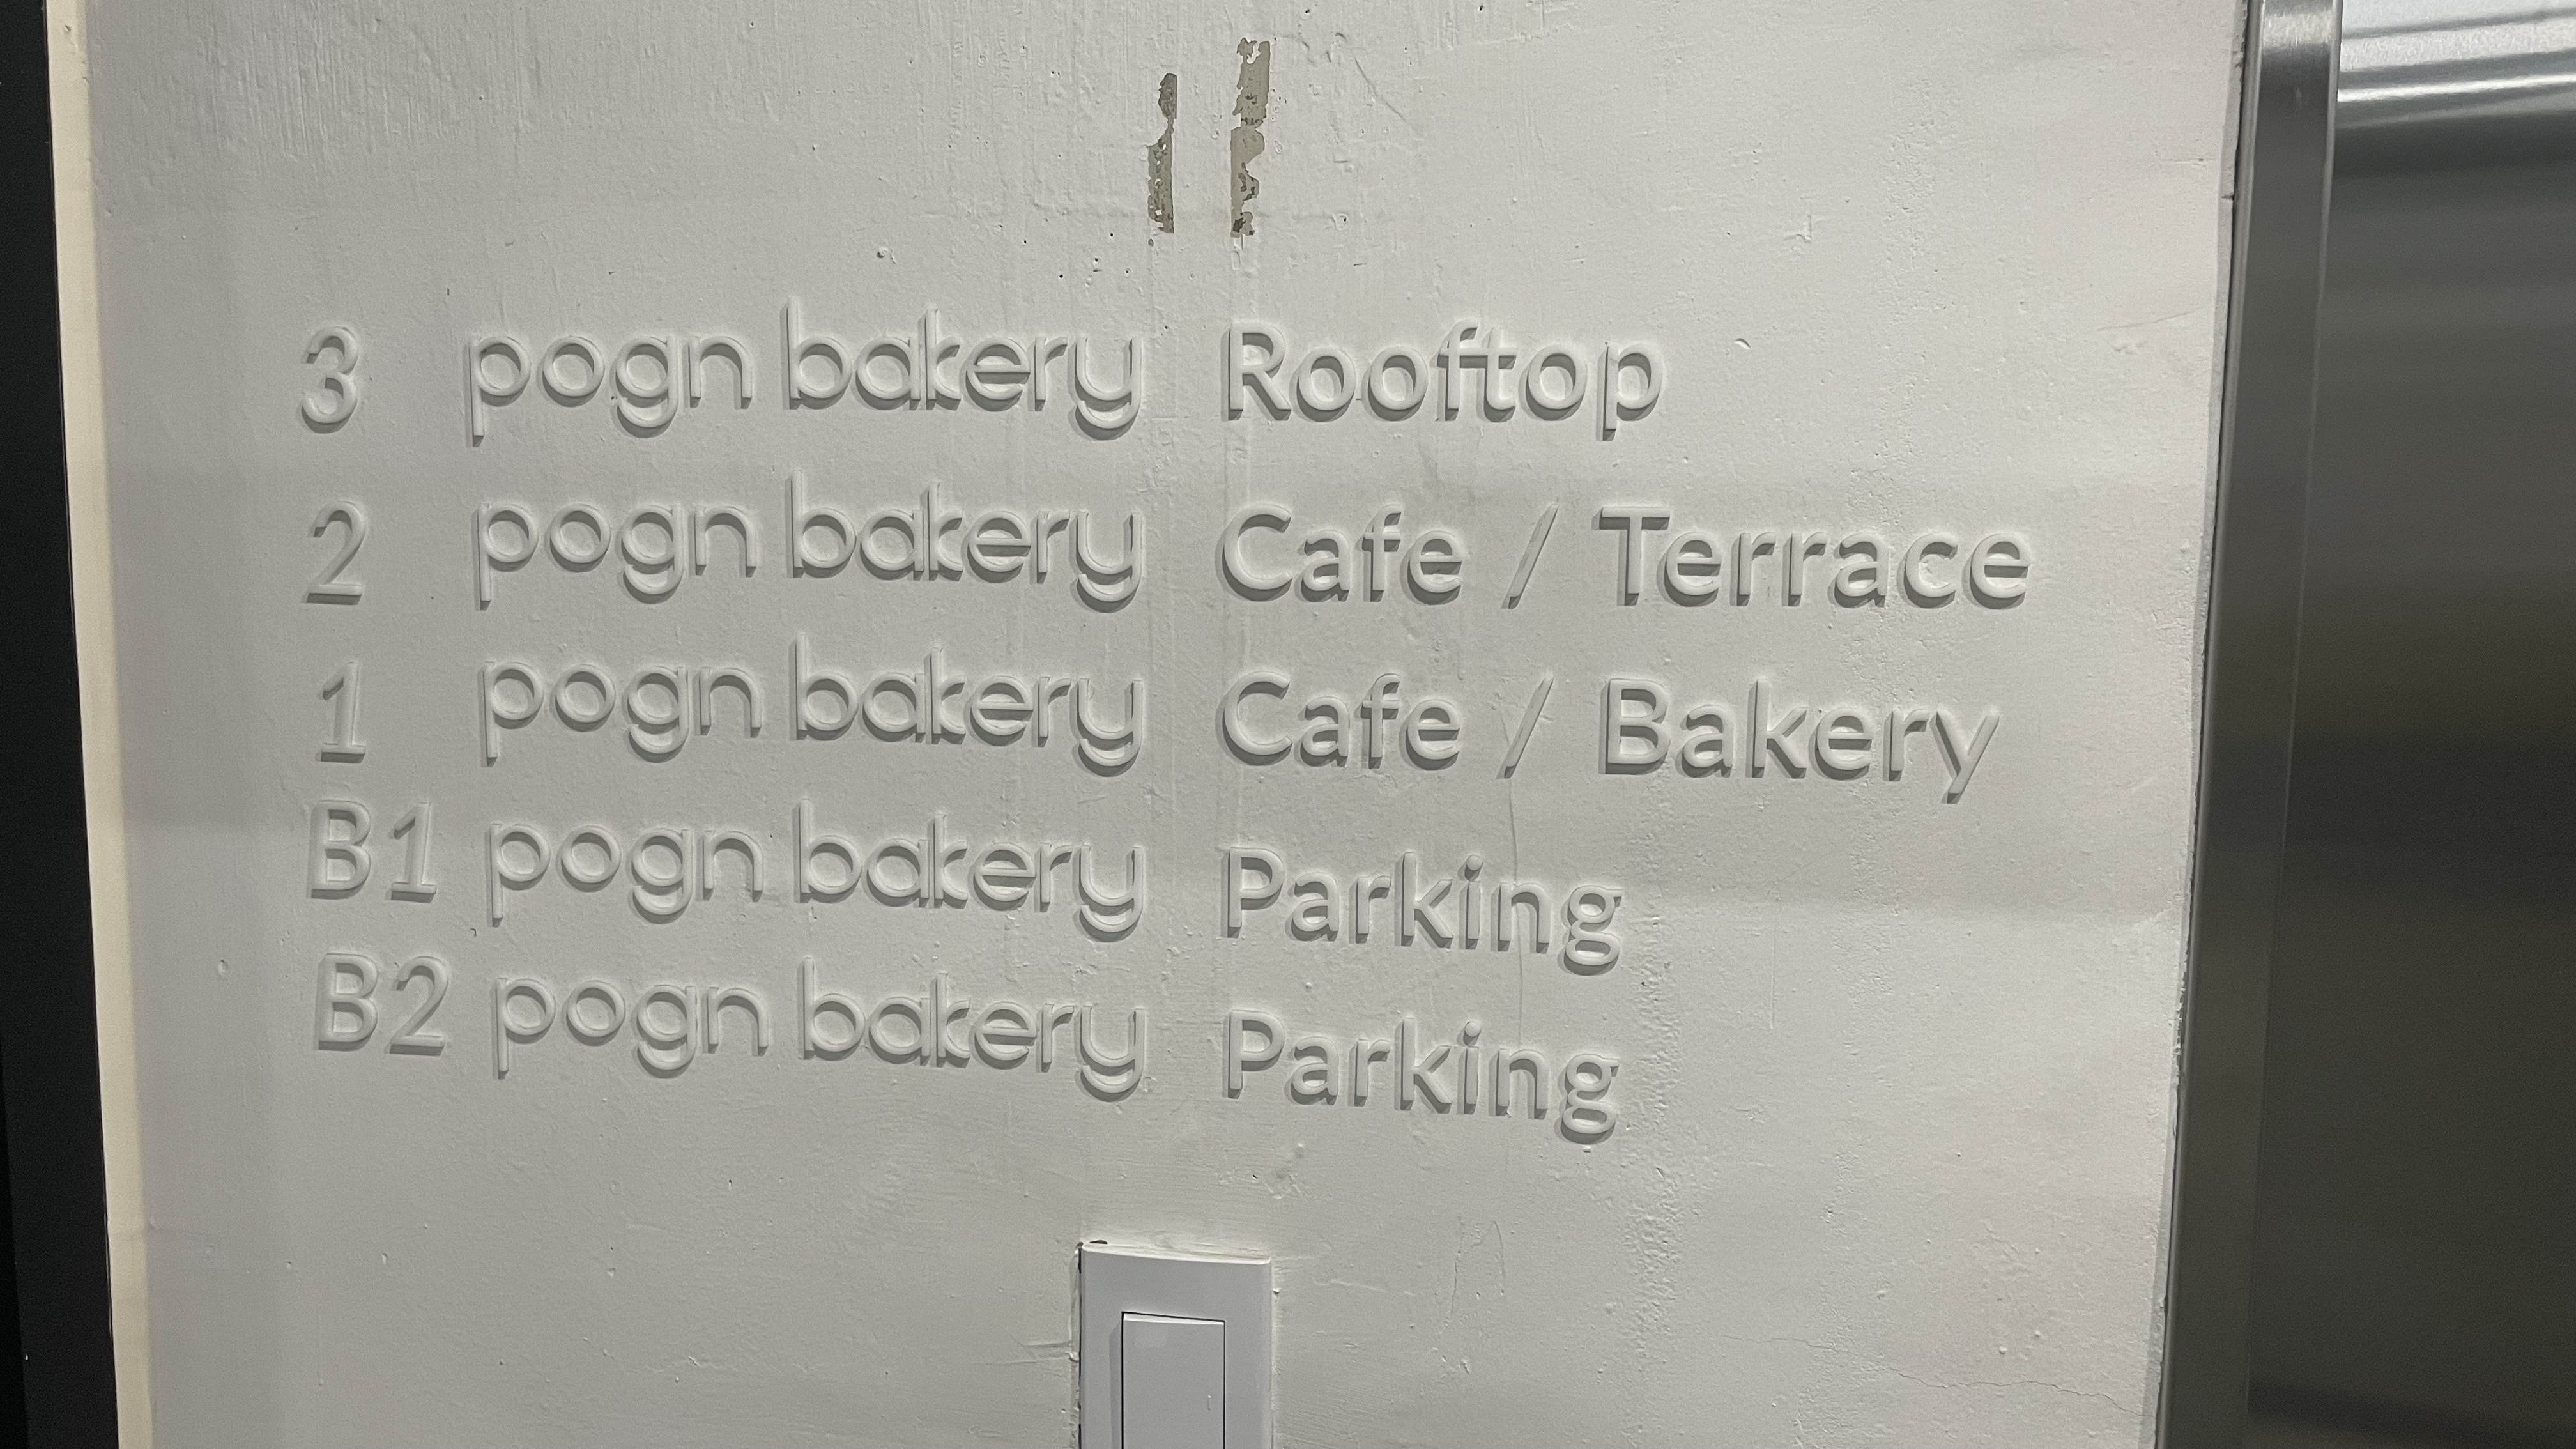 3 pogn bakery Rooftop
2 pogn bakery Cafe / Terrace
1 pogn bakery Cafe / Bakery
B1 pogn bakery Parking
B2 pogn bakery Parking